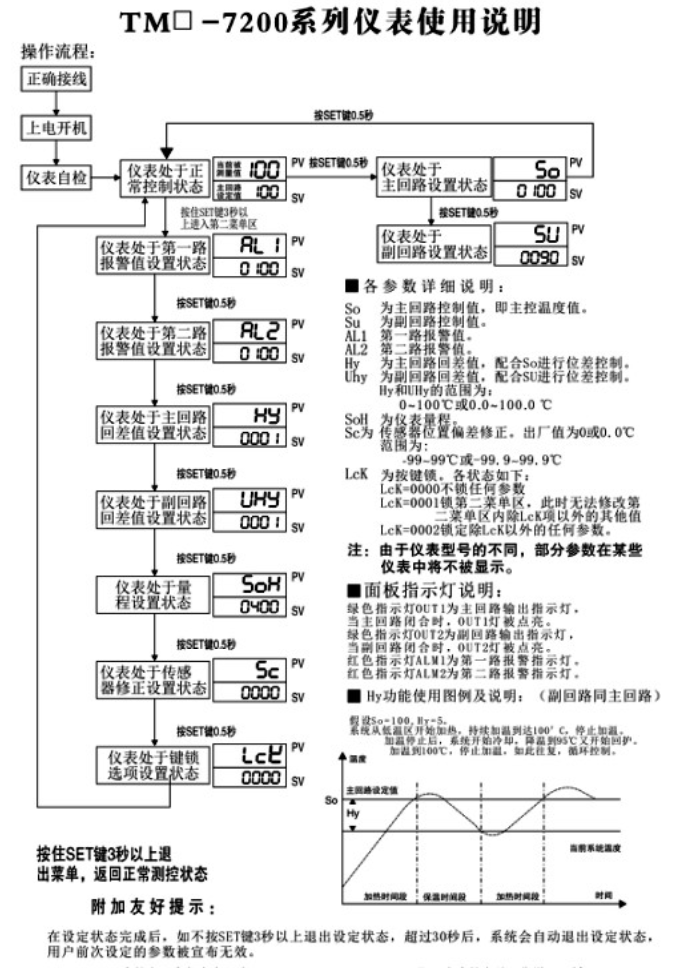 TM□-7200系列仪表使用说明
操作流程:
正确接线
上电开机
仪表自检
按SET键0.5秒
仪表处于正
常控制状态
当前被
测量值
100
PV
主回路
设定值
100
SV
按SET键0.5秒
仪表处于
主回路设置状态
So
PV
0100
SV
按SET键0.5秒
仪表处于
副回路设置状态
SU
PV
0090
SV
按住SET键3秒以
上进入第二菜单区
仪表处于第一路
报警值设置状态
AL1
PV
0100
SV
按SET键0.5秒
仪表处于第二路
报警值设置状态
AL2
PV
0100
SV
按SET键0.5秒
仪表处于主回路
回差值设置状态
HY
PV
0001
SV
按SET键0.5秒
仪表处于副回路
回差值设置状态
UHY
PV
0001
SV
按SET键0.5秒
仪表处于量
程设置状态
SoH
PV
0400
SV
按SET键0.5秒
仪表处于传感
器修正设置状态
Sc
PV
0000
SV
按SET键0.5秒
仪表处于键锁
选项设置状态
LcK
PV
0000
SV
按住SET键3秒以上退
出菜单,返回正常测控状态
■各参数详细说明:
So 为主回路控制值,即主控温度值。
Su 为副回路控制值。
AL1 第一路报警值。
AL2 第二路报警值。
Hy 为主回路回差值,配合So进行位差控制。
Uhy 为副回路回差值,配合SU进行位差控制。
Hy和UHy的范围为:
0~100℃或0.0~100.0 ℃
SoH 为仪表量程。
Sc为 传感器位置偏差修正。出厂值为0或0.0℃
范围为:
-99~99℃或-99.9~99.9℃
LcK 为按键锁。各状态如下:
LcK=0000不锁任何参数
LcK=0001锁第二菜单区,此时无法修改第
二菜单区内除LcK项以外的其他值
LcK=0002锁定除LcK以外的任何参数。
注:由于仪表型号的不同,部分参数在某些
仪表中将不被显示。
■面板指示灯说明:
绿色指示灯OUT1为主回路输出指示灯,
当主回路闭合时,OUT1灯被点亮。
绿色指示灯OUT2为副回路输出指示灯,
当副回路闭合时,OUT2灯被点亮。
红色指示灯ALM1为第一路报警指示灯。
红色指示灯ALM2为第二路报警指示灯。
■ Hy功能使用图例及说明:(副回路同主回路)
假设So=100,Hy=5。
系统从低温区开始加热,持续加温到达100°C,停止加温。
加温停止后,系统开始冷却,降温到95℃又开始回炉。
加温到100℃,停止加温,如此往复,循环控制。
温度
主回路设定值
So
Hy
当前系统温度
加热时间段
保温时间段
加热时间段
时间
附加友好提示:
在设定状态完成后,如不按SET键3秒以上退出设定状态,超过30秒后,系统会自动退出设定状态,
用户前次设定的参数被宣布无效。